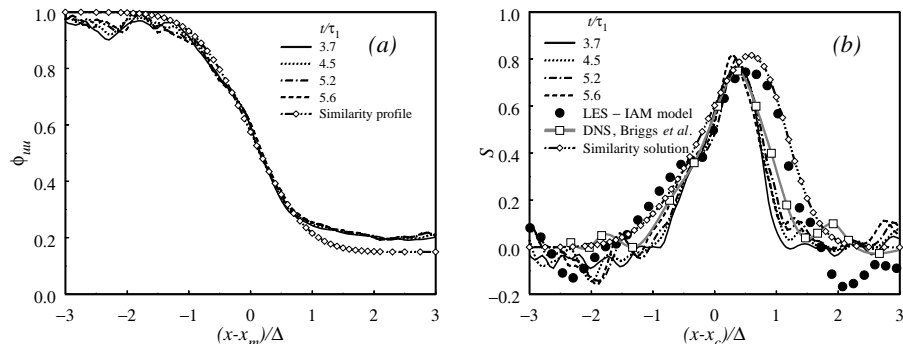 1.0
0.8
0.6
0.4
0.2
0.0
ϕuu
−3 −2 −1 0 1 2 3
(x-xm)/Δ
(a)
t/τ1
3.7
4.5
5.2
5.6
Similarity profile
1.0
0.8
0.6
0.4
0.2
0.0
−0.2
S
−3 −2 −1 0 1 2 3
(x-xc)/Δ
(b)
t/τ1
3.7
4.5
5.2
5.6
LES − IAM model
DNS, Briggs et al.
Similarity solution